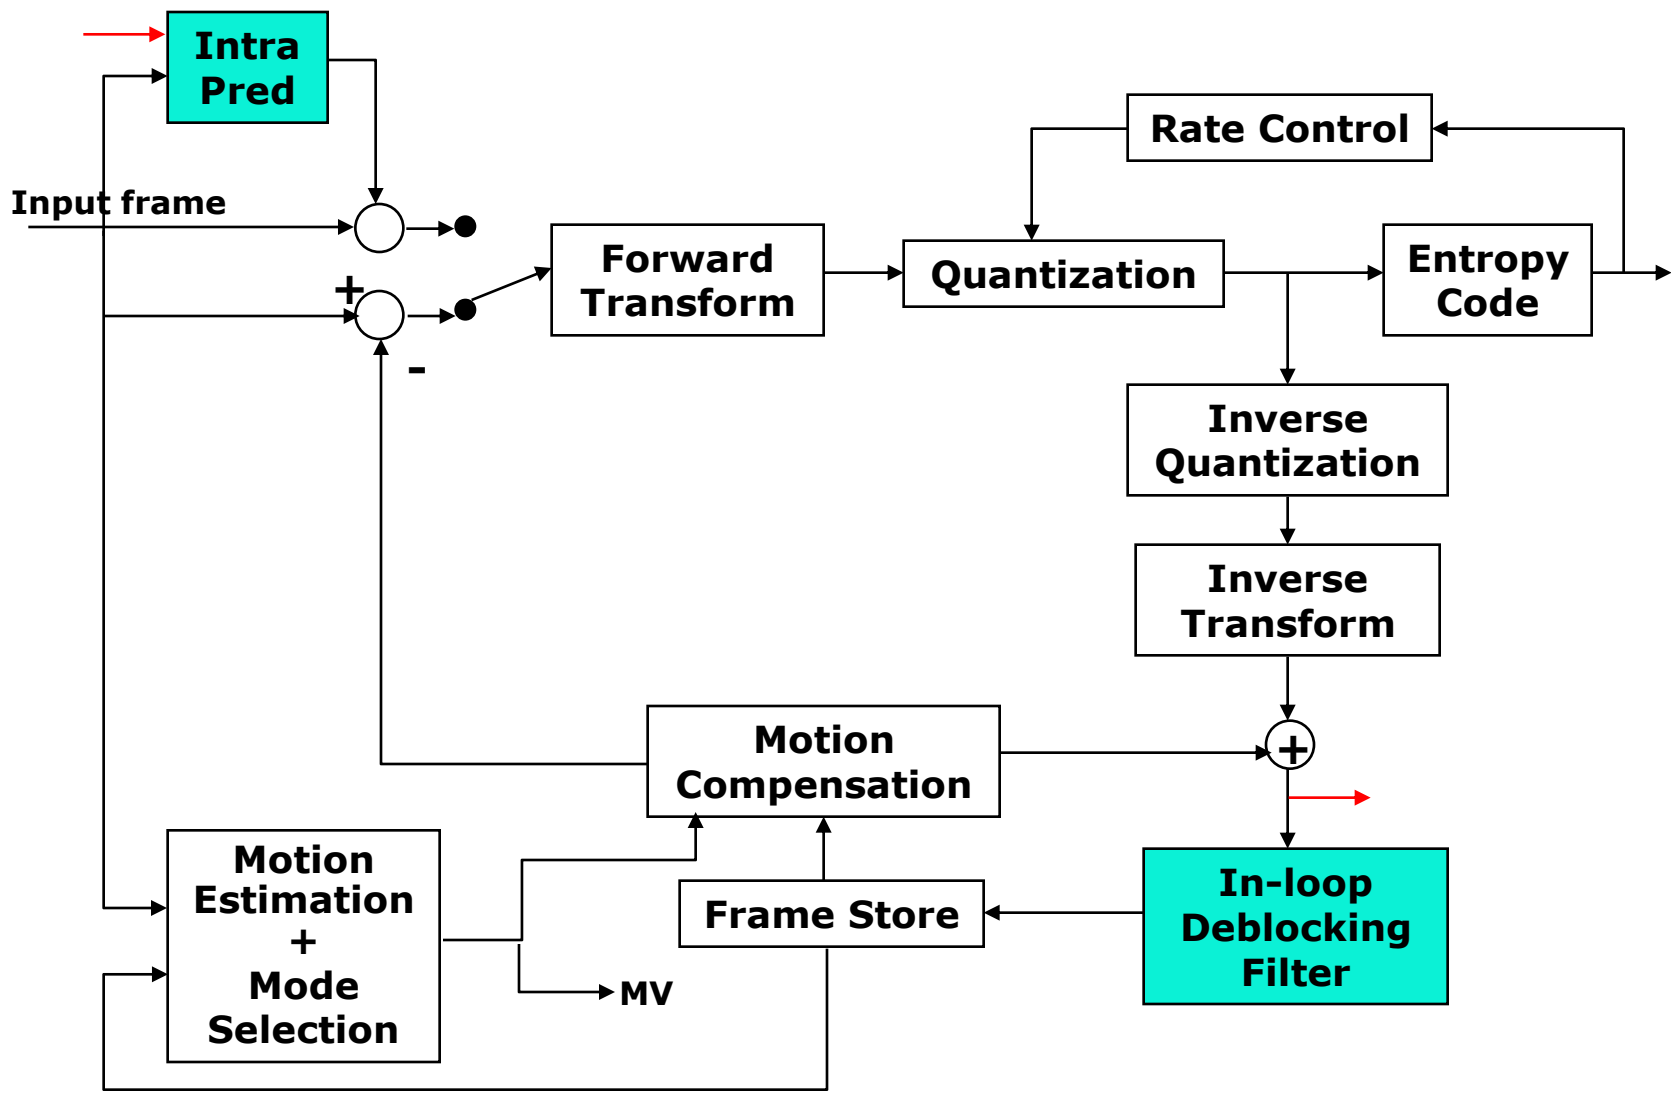 Intra
Pred
Rate Control
Input frame
Forward
Transform
Quantization
Entropy
Code
+
-
Inverse
Quantization
Inverse
Transform
Motion
Compensation
+
Motion
Estimation
+
Mode
Selection
Frame Store
In-loop
Deblocking
Filter
MV